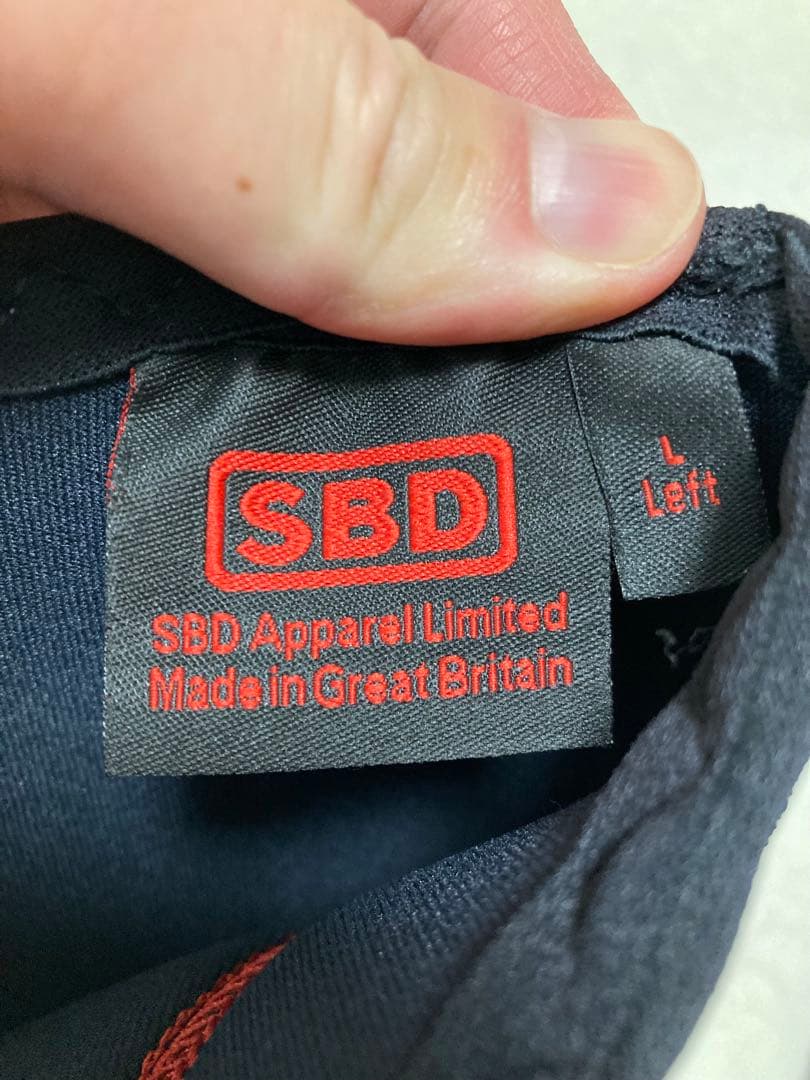 SBD
SBD Apparel Limited
Made in Great Britain
L
Left